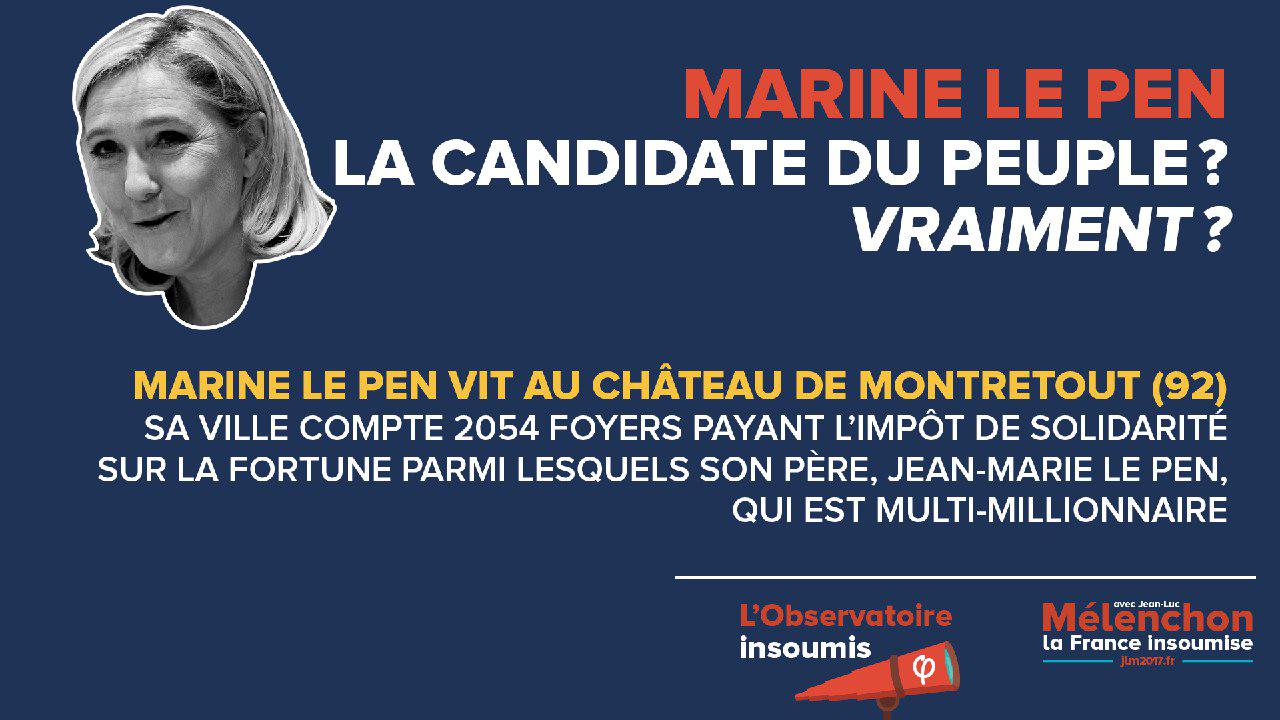 MARINE LE PEN
LA CANDIDATE DU PEUPLE ?
VRAIMENT ?
MARINE LE PEN VIT AU CHÂTEAU DE MONTRETOUT (92)
SA VILLE COMPTE 2054 FOYERS PAYANT L’IMPÔT DE SOLIDARITÉ
SUR LA FORTUNE PARMI LESQUELS SON PÈRE, JEAN-MARIE LE PEN,
QUI EST MULTI-MILLIONNAIRE
L’Observatoire
insoumis
φ
avec Jean-Luc
Mélenchon
la France insoumise
jlm2017.fr